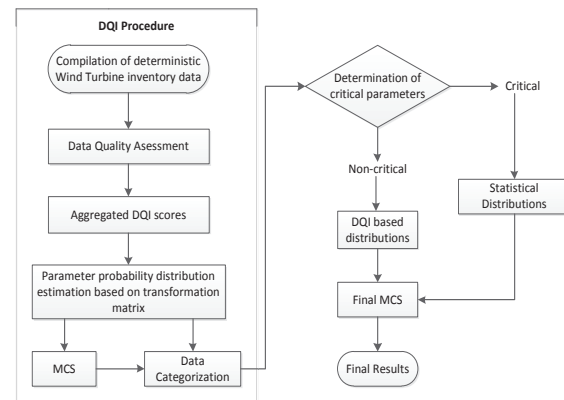 DQI Procedure
Compilation of deterministic
Wind Turbine inventory data
Data Quality Asessment
Aggregated DQI scores
Parameter probability distribution
estimation based on transformation
matrix
MCS
Data
Categorization
Determination of
critical parameters
Critical
Non-critical
Statistical
Distributions
DQI based
distributions
Final MCS
Final Results